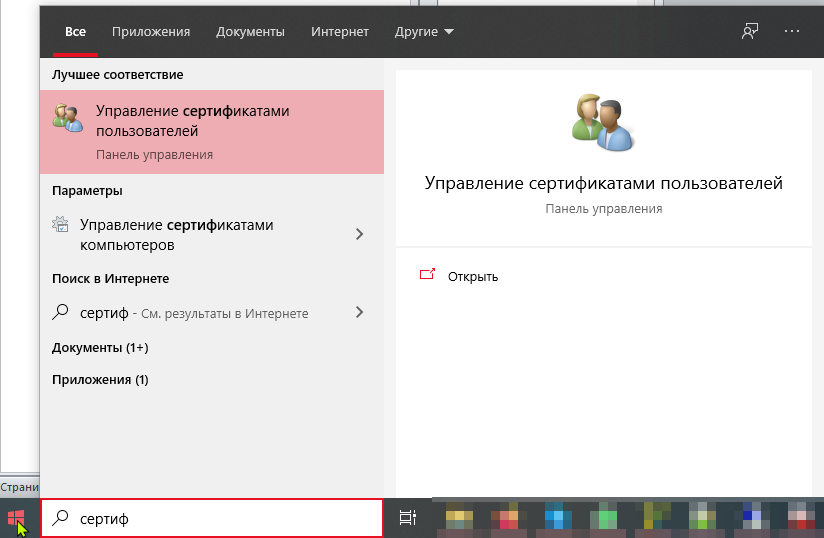 Все Приложения Документы Интернет Другие
Лучшее соответствие
Управление сертификатами
пользователей
Панель управления
Параметры
Управление сертификатами
компьютеров
Поиск в Интернете
сертиф - См. результаты в Интернете
Документы (1+)
Приложения (1)
Управление сертификатами пользователей
Панель управления
Открыть
Страни
сертиф